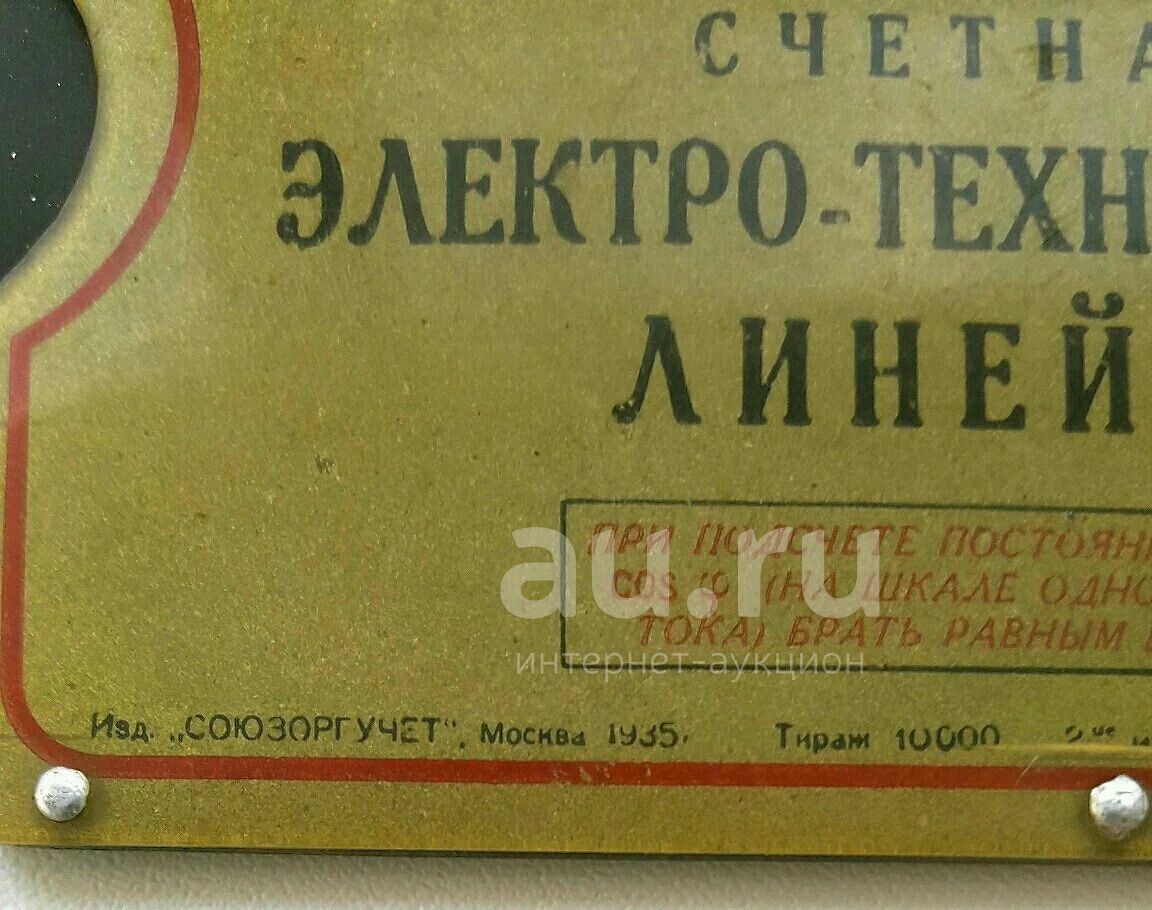 СЧЕТНА
ЭЛЕКТРО-ТЕХН
ЛИНЕЙ
ПРИ ПОДСЧЕТЕ ПОСТОЯН
COS φ (НА ШКАЛЕ ОДНО
ТОКА) БРАТЬ РАВНЫМ
au.ru
интернет-аукцион
Изд. „СОЮЗОРГУЧЕТ", Москва 1935. Тираж 10000 2ое